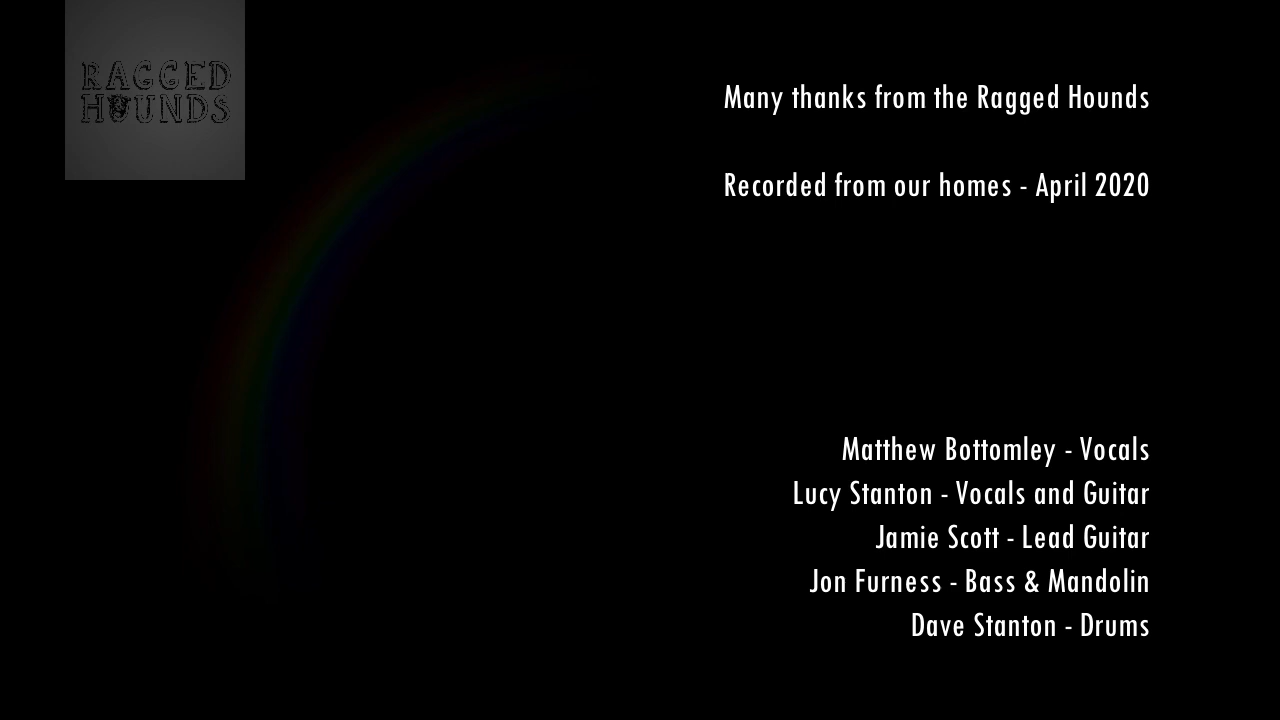 RAGGED
HOUNDS
Many thanks from the Ragged Hounds
Recorded from our homes - April 2020
Matthew Bottomley - Vocals
Lucy Stanton - Vocals and Guitar
Jamie Scott - Lead Guitar
Jon Furness - Bass & Mandolin
Dave Stanton - Drums